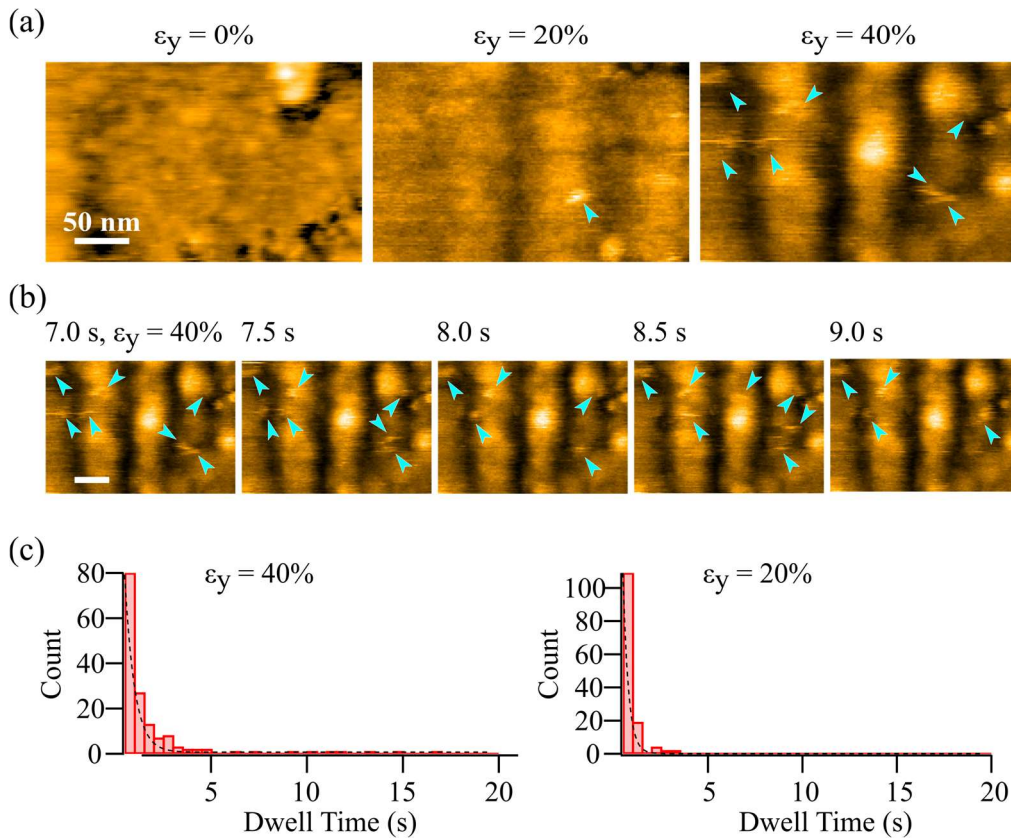 (a)
εy = 0% εy = 20% εy = 40%
50 nm
(b)
7.0 s, εy = 40% 7.5 s 8.0 s 8.5 s 9.0 s
(c)
εy = 40% εy = 20%
80
60
40
20
0
Count
5 10 15 20
Dwell Time (s)
100
80
60
40
20
0
Count
5 10 15 20
Dwell Time (s)